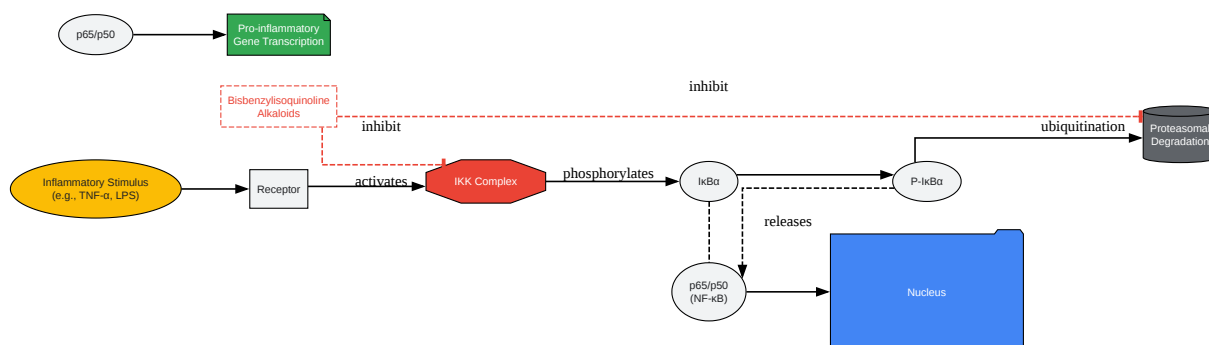 p65/p50
Pro-inflammatory
Gene Transcription
inhibit
Bisbenzylisoquinoline
Alkaloids
inhibit
ubiquitination
Proteasomal
Degradation
Inflammatory Stimulus
(e.g., TNF-α, LPS)
Receptor
activates
IKK Complex
phosphorylates
IκBα
P-IκBα
releases
p65/p50
(NF-κB)
Nucleus